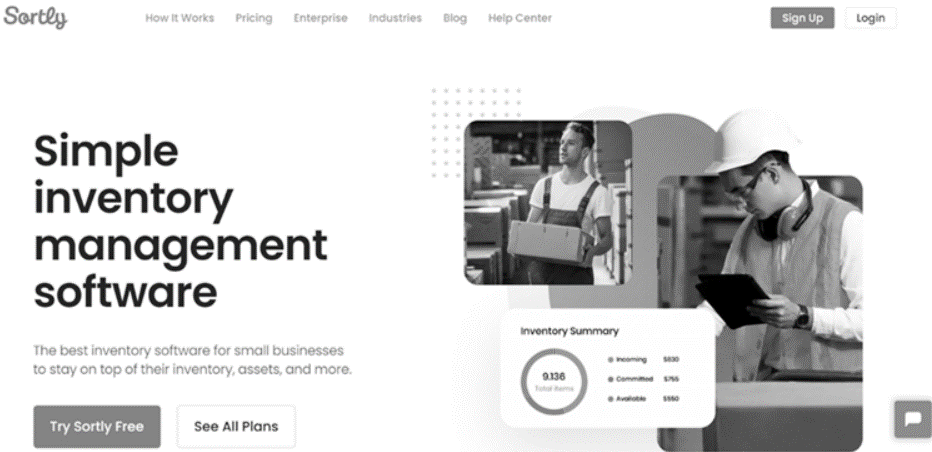 Sortly
How It Works Pricing Enterprise Industries Blog Help Center
Sign Up Login
Simple
inventory
management
software
The best inventory software for small businesses
to stay on top of their inventory, assets, and more.
Try Sortly Free See All Plans
Inventory Summary
9,136
Total items
Incoming
Committed $755
Available